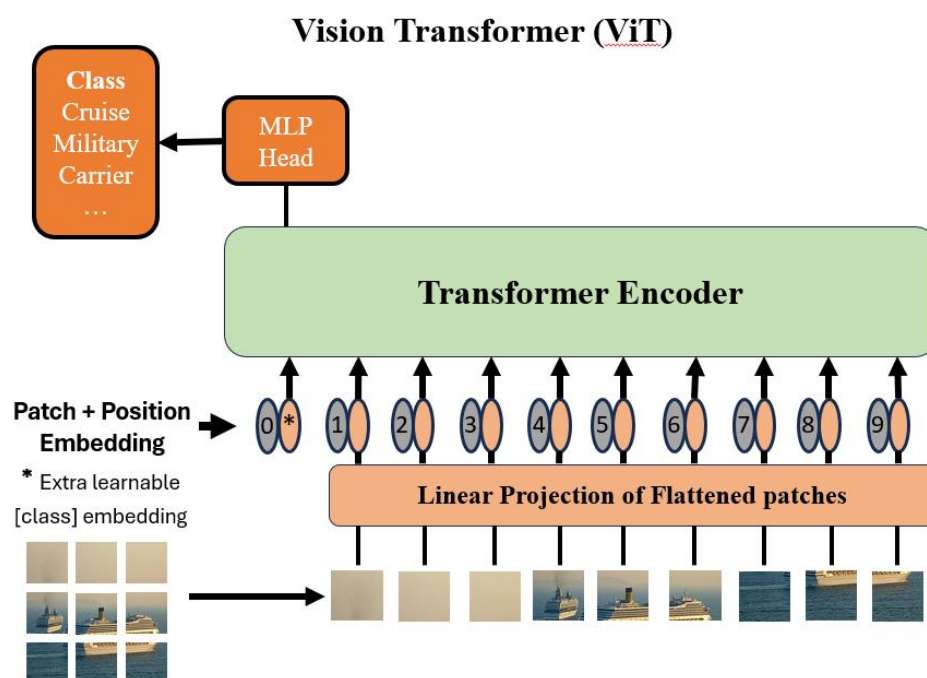 Vision Transformer (ViT)
Class
Cruise
Military
Carrier
...
MLP
Head
Transformer Encoder
Patch + Position
Embedding
0 * 1 2 3 4 5 6 7 8 9
* Extra learnable
[class] embedding
Linear Projection of Flattened patches